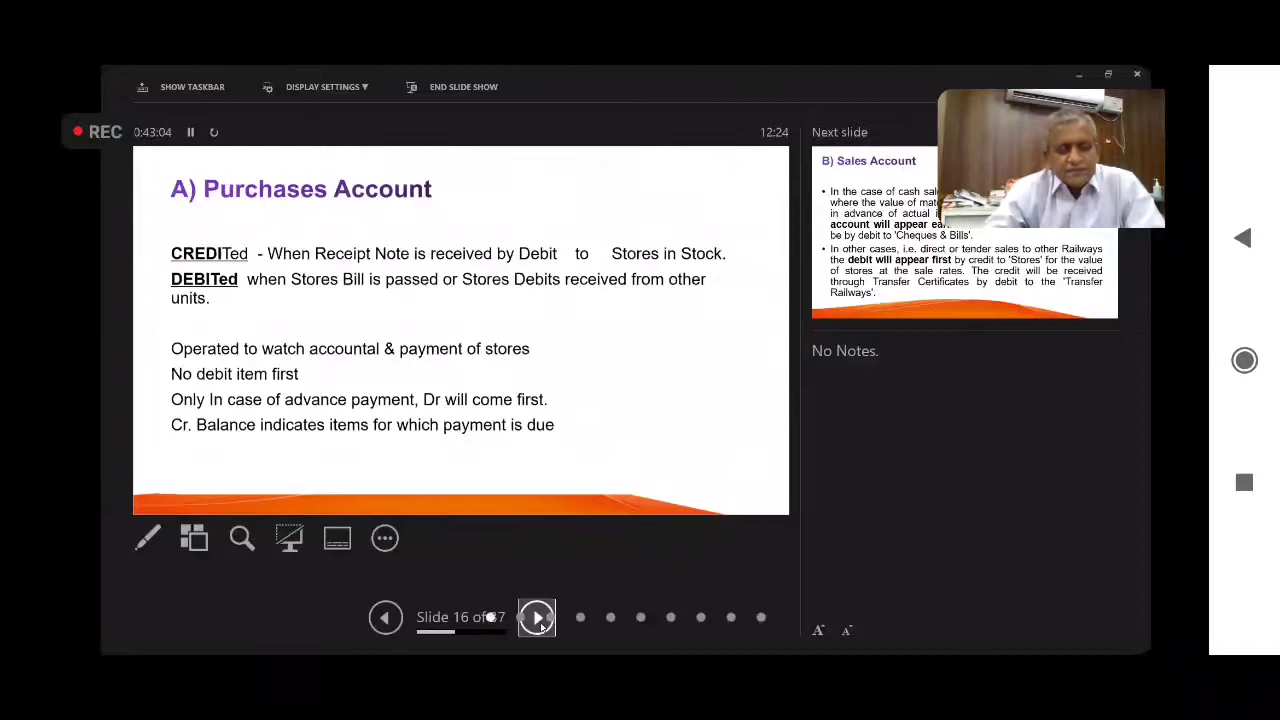 SHOW TASKBAR
DISPLAY SETTINGS ▼
END SLIDE SHOW
REC
0:43:04
12:24
Next slide
A) Purchases Account
CREDITed - When Receipt Note is received by Debit to Stores in Stock.
DEBITed when Stores Bill is passed or Stores Debits received from other
units.
Operated to watch accountal & payment of stores
No debit item first
Only In case of advance payment, Dr will come first.
Cr. Balance indicates items for which payment is due
B) Sales Account
• In the case of cash
where the value of
in advance of actual
account will appear
be by debit to 'Cheques & Bills'.
• In other cases, i.e. direct or tender sales to other Railways
the debit will appear first by credit to 'Stores' for the value
of stores at the sale rates. The credit will be received
through Transfer Certificates by debit to the 'Transfer
Railways'.
No Notes.
Slide 16 of 37
A
A